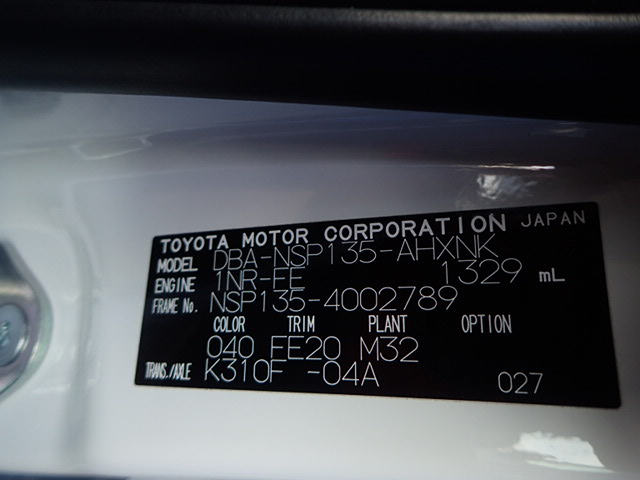 TOYOTA MOTOR CORPORATION JAPAN
MODEL DBA-NSP135-AHXNK
ENGINE 1NR-EE 1329 mL
FRAME No. NSP135-4002789
COLOR TRIM PLANT OPTION
040 FE20 M32
TRANS./AXLE K310F -04A 027